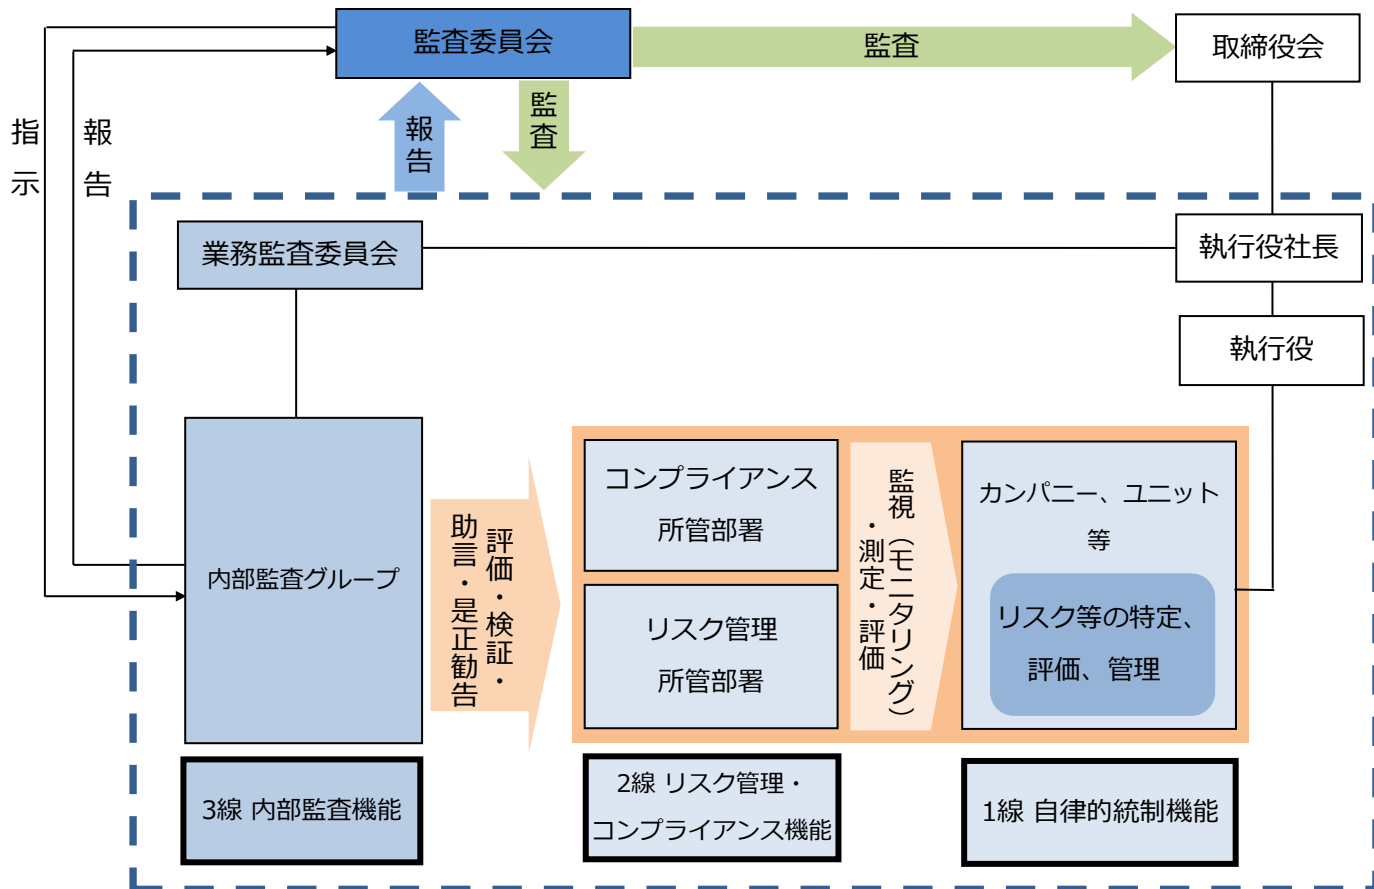 監査委員会
監査
取締役会
指示
報告
報告
監査
業務監査委員会
執行役社長
執行役
内部監査グループ
評価・検証・
助言・是正勧告
コンプライアンス
所管部署
リスク管理
所管部署
監視（モニタリング）
・測定・評価
カンパニー、ユニット
等
リスク等の特定、
評価、管理
3線 内部監査機能
2線 リスク管理・
コンプライアンス機能
1線 自律的統制機能